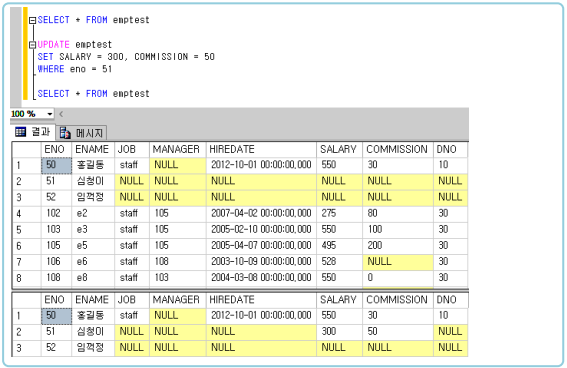 SELECT * FROM emptest
UPDATE emptest
SET SALARY = 300, COMMISSION = 50
WHERE eno = 51
SELECT * FROM emptest
100 %
결과 메시지
ENO ENAME JOB MANAGER HIREDATE SALARY COMMISSION DNO
1 50 홍길동 staff NULL 2012-10-01 00:00:00,000 550 30 10
2 51 심청이 NULL NULL NULL NULL NULL NULL
3 52 임꺽정 NULL NULL NULL NULL NULL NULL
4 102 e2 staff 105 2007-04-02 00:00:00,000 275 80 30
5 103 e3 staff 105 2005-02-10 00:00:00,000 550 100 30
6 105 e5 staff 105 2005-04-07 00:00:00,000 495 200 30
7 106 e6 staff 108 2003-10-09 00:00:00,000 528 NULL 30
8 108 e8 staff 103 2004-03-08 00:00:00,000 550 0 30
ENO ENAME JOB MANAGER HIREDATE SALARY COMMISSION DNO
1 50 홍길동 staff NULL 2012-10-01 00:00:00,000 550 30 10
2 51 심청이 NULL NULL NULL 300 50 NULL
3 52 임꺽정 NULL NULL NULL NULL NULL NULL